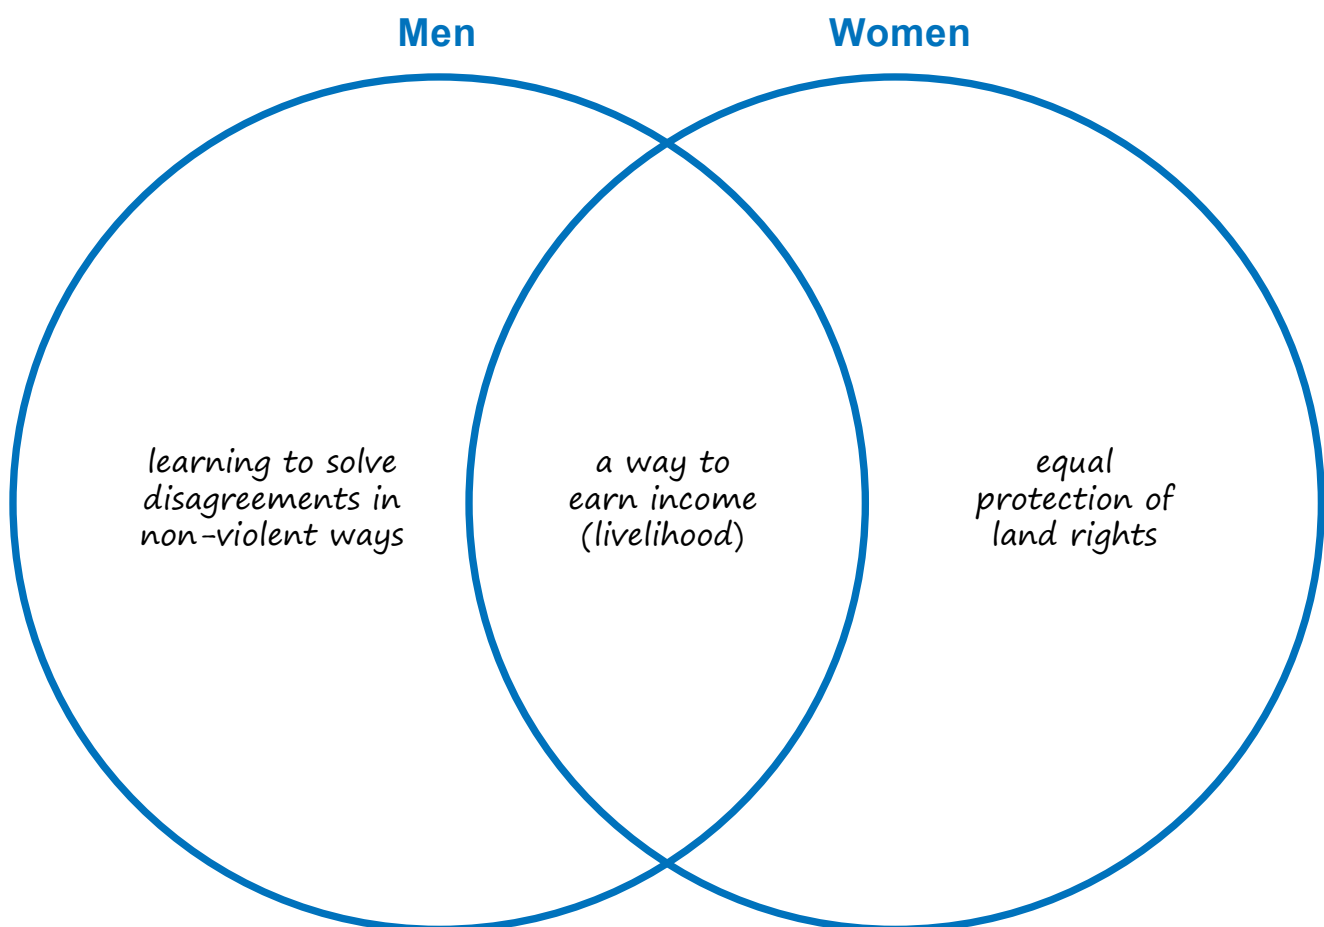 Men
Women
learning to solve
disagreements in
non-violent ways
a way to
earn income
(livelihood)
equal
protection of
land rights